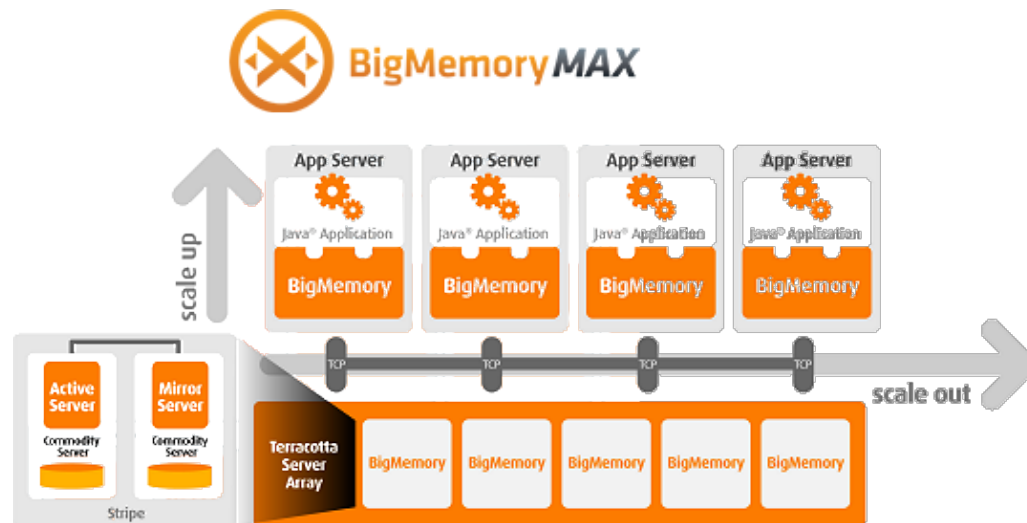 BigMemory MAX
App Server
App Server
App Server
App Server
Java® Application
Java® Application
Java® Application
Java® Application
BigMemory
BigMemory
BigMemory
BigMemory
scale up
TCP
TCP
TCP
TCP
scale out
Active
Server
Mirror
Server
Commodity
Server
Commodity
Server
Stripe
Terracotta
Server
Array
BigMemory
BigMemory
BigMemory
BigMemory
BigMemory